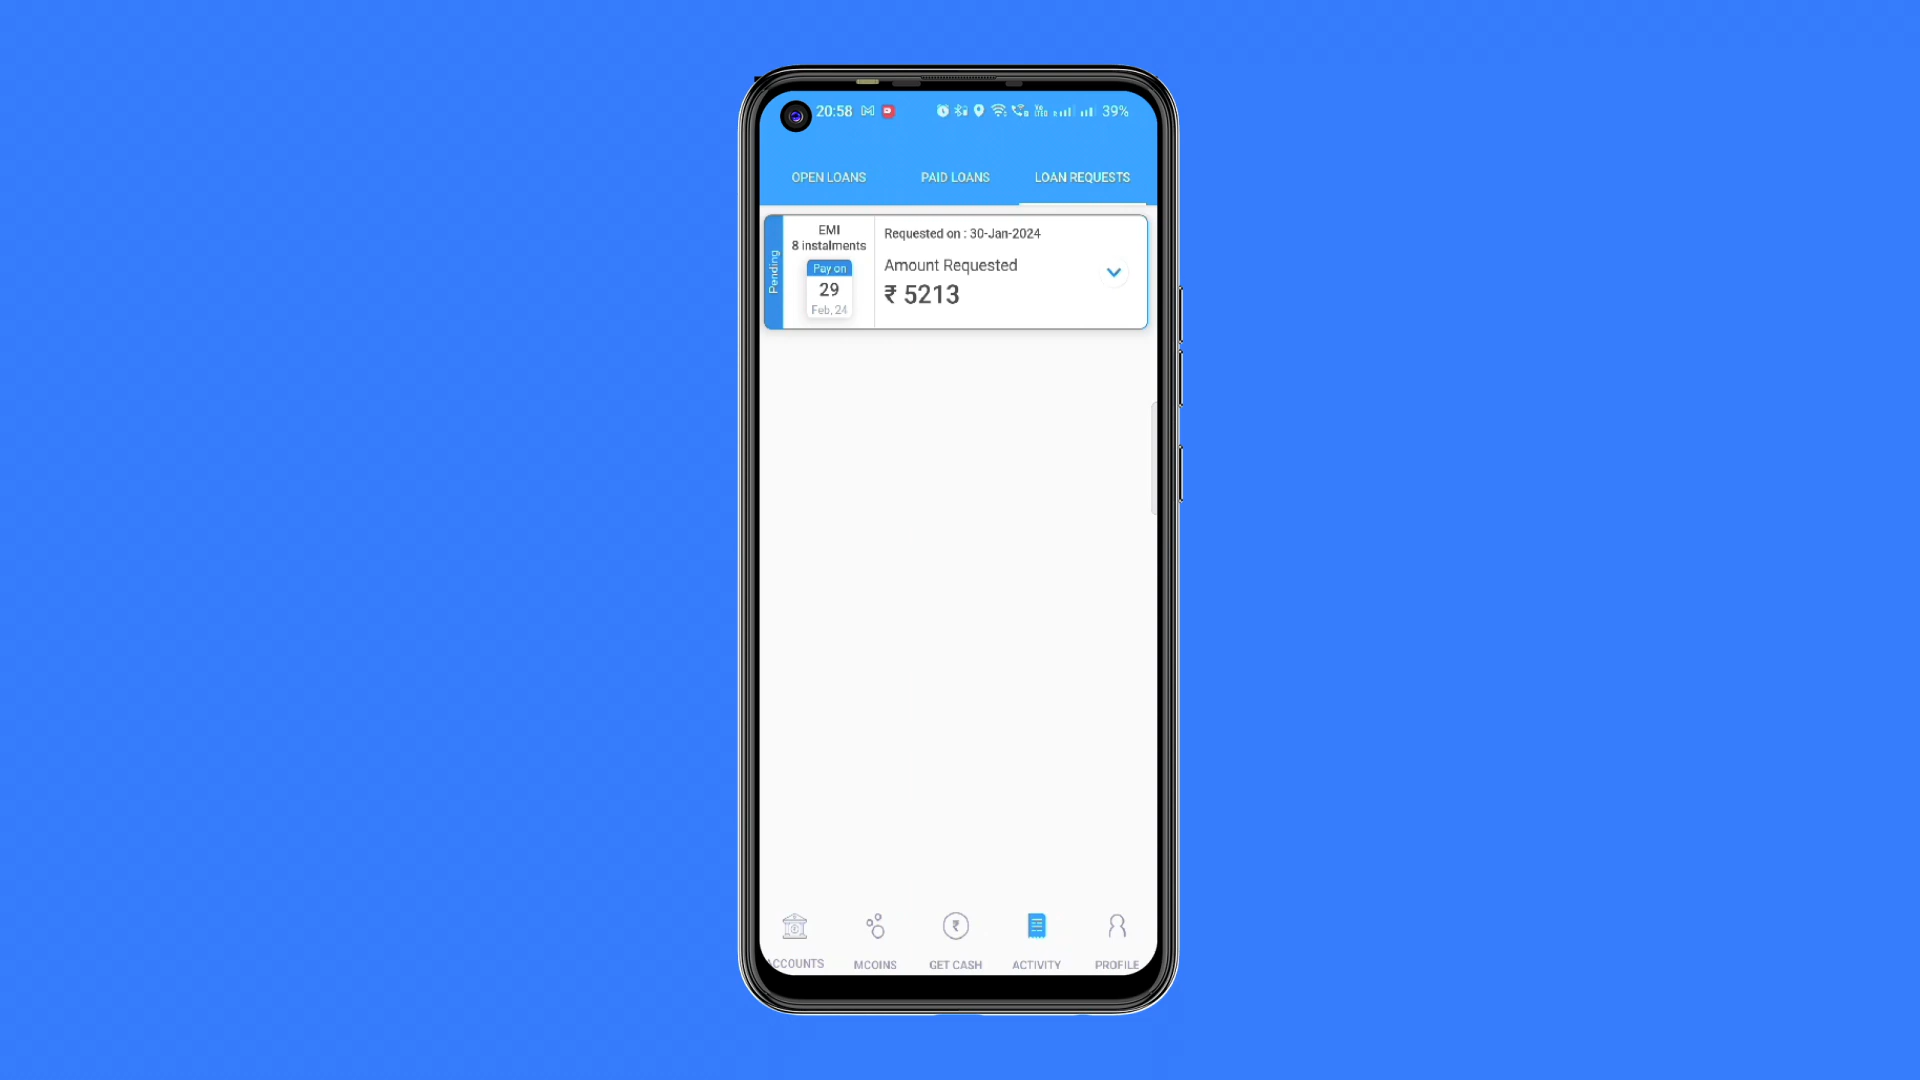 20:58 39%
OPEN LOANS PAID LOANS LOAN REQUESTS
Pending
EMI
8 instalments
Pay on
29
Feb, 24
Requested on : 30-Jan-2024
Amount Requested
₹ 5213
ACCOUNTS MCOINS GET CASH ACTIVITY PROFILE